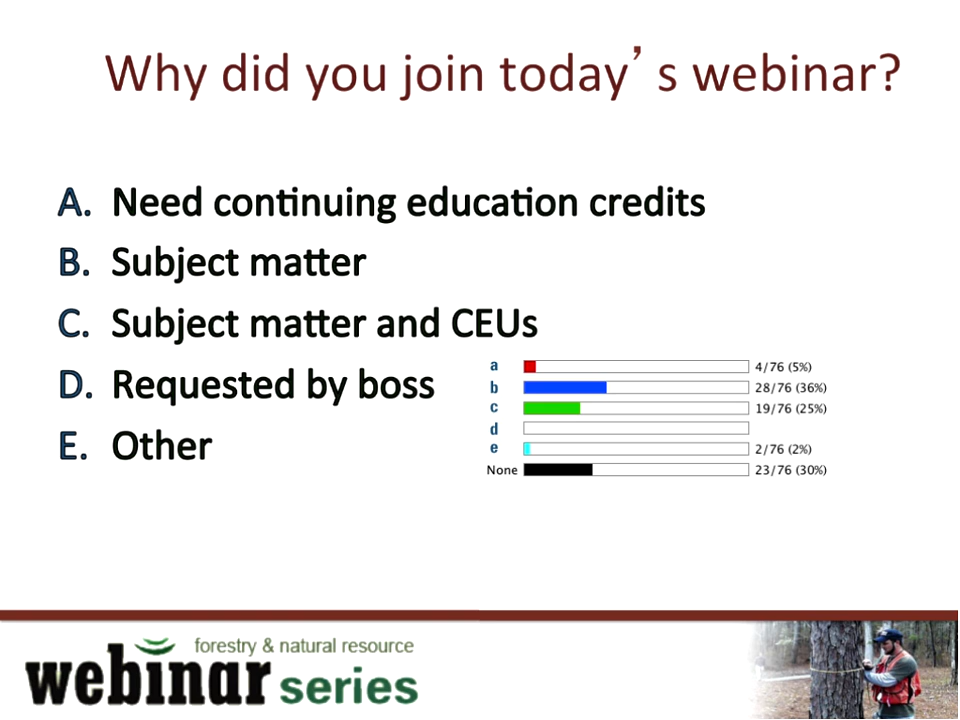 Why did you join today’s webinar?
A. Need continuing education credits
B. Subject matter
C. Subject matter and CEUs
D. Requested by boss
E. Other
a 4/76 (5%)
b 28/76 (36%)
c 19/76 (25%)
d
e 2/76 (2%)
None 23/76 (30%)
forestry & natural resource
webinar series